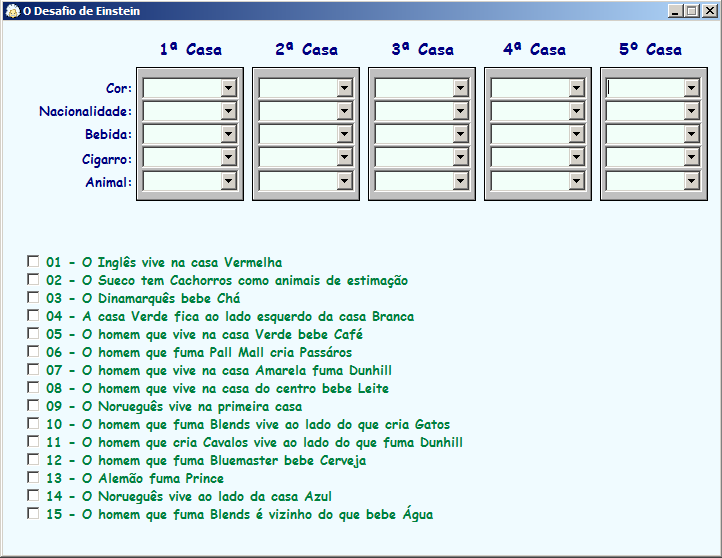 O Desafio de Einstein
1ª Casa 2ª Casa 3ª Casa 4ª Casa 5º Casa
Cor:
Nacionalidade:
Bebida:
Cigarro:
Animal:
01 - O Inglês vive na casa Vermelha
02 - O Sueco tem Cachorros como animais de estimação
03 - O Dinamarquês bebe Chá
04 - A casa Verde fica ao lado esquerdo da casa Branca
05 - O homem que vive na casa Verde bebe Café
06 - O homem que fuma Pall Mall cria Passáros
07 - O homem que vive na casa Amarela fuma Dunhill
08 - O homem que vive na casa do centro bebe Leite
09 - O Norueguês vive na primeira casa
10 - O homem que fuma Blends vive ao lado do que cria Gatos
11 - O homem que cria Cavalos vive ao lado do que fuma Dunhill
12 - O homem que fuma Bluemaster bebe Cerveja
13 - O Alemão fuma Prince
14 - O Norueguês vive ao lado da casa Azul
15 - O homem que fuma Blends é vizinho do que bebe Água